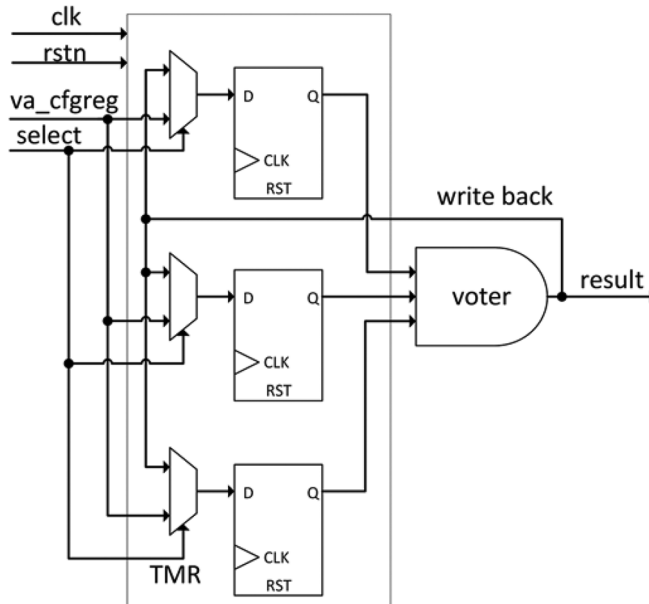 clk
rstn
va_cfgreg
select
D Q
CLK
RST
write back
D Q
CLK
RST
voter
result
D Q
CLK
RST
TMR